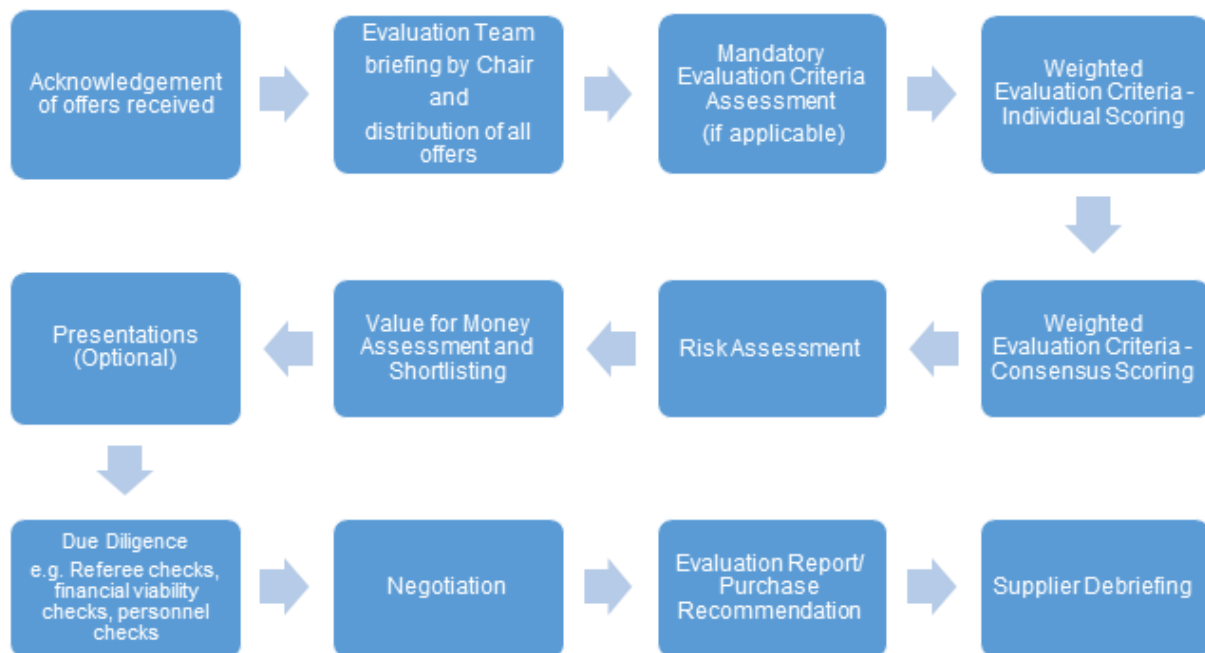 Acknowledgement
of offers received
Evaluation Team
briefing by Chair
and
distribution of all
offers
Mandatory
Evaluation Criteria
Assessment
(if applicable)
Weighted
Evaluation Criteria -
Individual Scoring
Weighted
Evaluation Criteria -
Consensus Scoring
Risk Assessment
Value for Money
Assessment and
Shortlisting
Presentations
(Optional)
Due Diligence
e.g. Referee checks,
financial viability
checks, personnel
checks
Negotiation
Evaluation Report/
Purchase
Recommendation
Supplier Debriefing